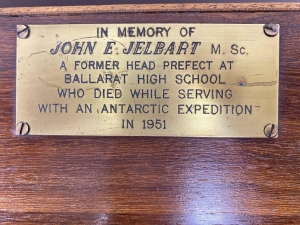 IN MEMORY OF
JOHN E. JELBART M. Sc.
A FORMER HEAD PREFECT AT
BALLARAT HIGH SCHOOL
WHO DIED WHILE SERVING
WITH AN ANTARCTIC EXPEDITION
IN 1951